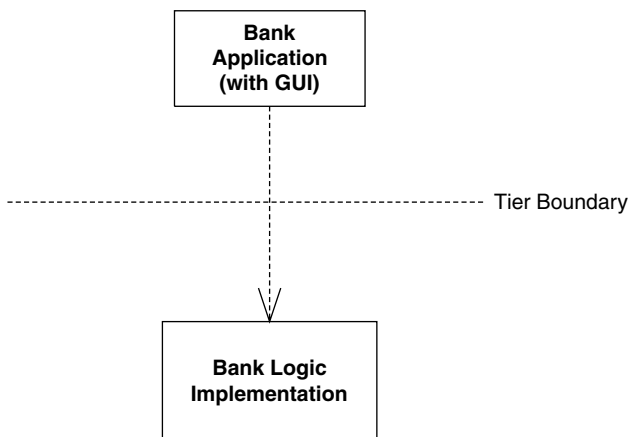 Bank
Application
(with GUI)
Tier Boundary
Bank Logic
Implementation